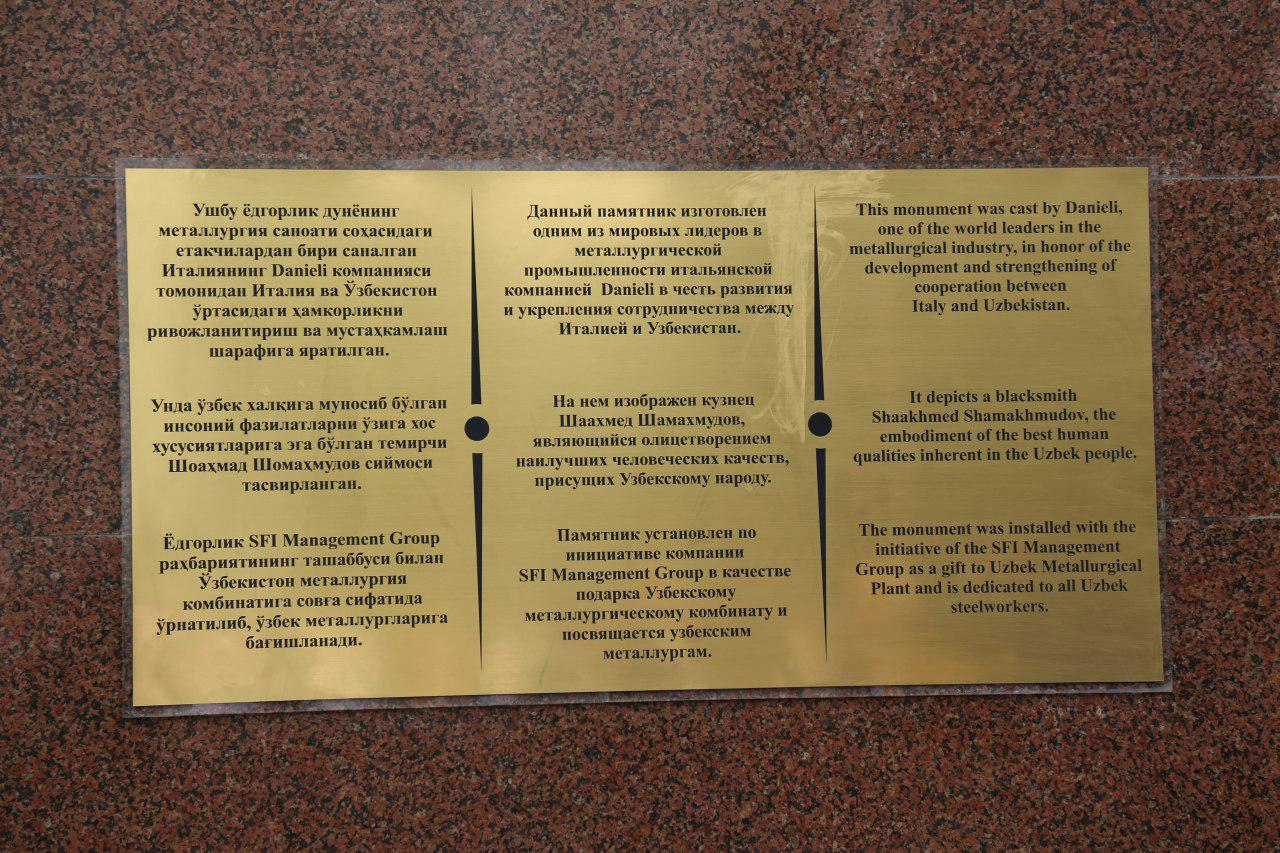 Ушбу ёдгорлик дунёнинг
металлургия саноати соҳасидаги
етакчилардан бири саналган
Италиянинг Danieli компанияси
томонидан Италия ва Ўзбекистон
ўртасидаги ҳамкорликни
ривожланитириш ва мустаҳкамлаш
шарафига яратилган.
Унда ўзбек халқига муносиб бўлган
инсоний фазилатларни ўзига хос
хусусиятларига эга бўлган темирчи
Шоаҳмад Шомаҳмудов сиймоси
тасвирланган.
Ёдгорлик SFI Management Group
раҳбариятининг ташаббуси билан
Ўзбекистон металлургия
комбинатига совға сифатида
ўрнатилиб, ўзбек металлургларига
бағишланади.
Данный памятник изготовлен
одним из мировых лидеров в
металлургической
промышленности итальянской
компанией Danieli в честь развития
и укрепления сотрудничества между
Италией и Узбекистан.
На нем изображен кузнец
Шаахмед Шамахмудов,
являющийся олицетворением
наилучших человеческих качеств,
присущих Узбекскому народу.
Памятник установлен по
инициативе компании
SFI Management Group в качестве
подарка Узбекскому
металлургическому комбинату и
посвящается узбекским
металлургам.
This monument was cast by Danieli,
one of the world leaders in the
metallurgical industry, in honor of the
development and strengthening of
cooperation between
Italy and Uzbekistan.
It depicts a blacksmith
Shaakhmed Shamakhmudov, the
embodiment of the best human
qualities inherent in the Uzbek people.
The monument was installed with the
initiative of the SFI Management
Group as a gift to Uzbek Metallurgical
Plant and is dedicated to all Uzbek
steelworkers.